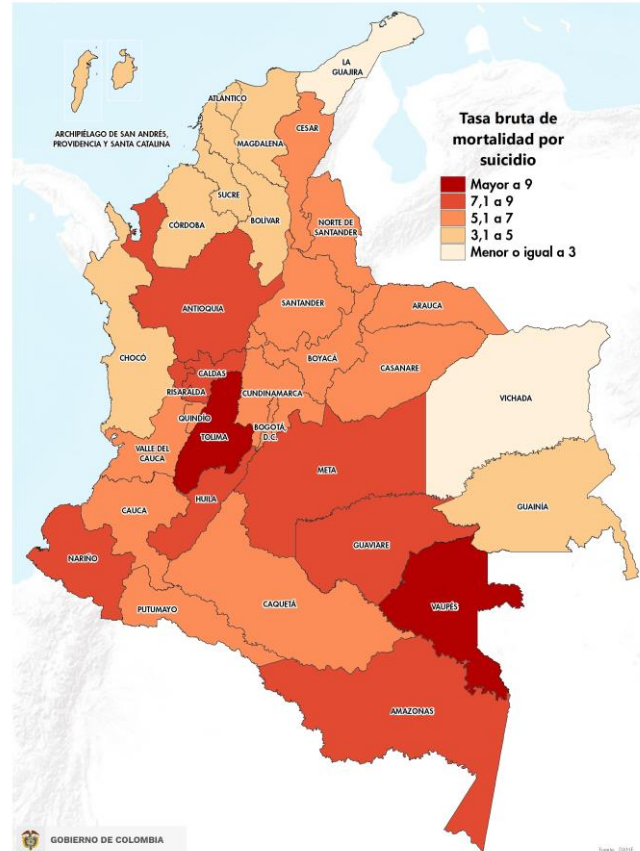 LA
GUAJIRA
ATLÁNTICO
ARCHIPIÉLAGO DE SAN ANDRÉS,
PROVIDENCIA Y SANTA CATALINA
MAGDALENA
CESAR
Tasa bruta de
mortalidad por
suicidio
Mayor a 9
7,1 a 9
5,1 a 7
3,1 a 5
Menor o igual a 3
SUCRE
CÓRDOBA
BOLÍVAR
NORTE DE
SANTANDER
ANTIOQUIA
SANTANDER
ARAUCA
CHOCÓ
BOYACÁ
CASANARE
CALDAS
RISARALDA
CUNDINAMARCA
VICHADA
QUINDÍO
TOLIMA
BOGOTÁ,
D.C.
VALLE DEL
CAUCA
META
HUILA
GUAINÍA
CAUCA
GUAVIARE
NARIÑO
VAUPÉS
CAQUETÁ
PUTUMAYO
AMAZONAS
GOBIERNO DE COLOMBIA